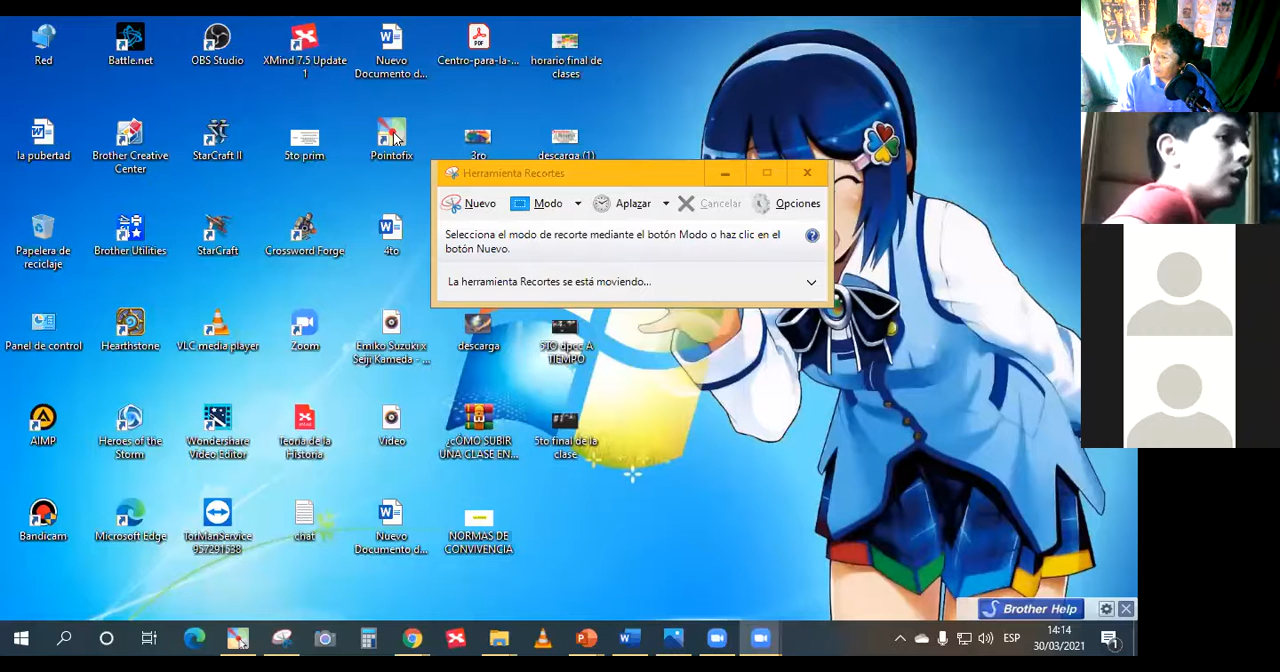 Red
Battle.net
OBS Studio
XMind 7.5 Update
1
Nuevo
Documento d...
Centro-para-la-...
horario final de
clases
la pubertad
Brother Creative
Center
StarCraft II
5to prim
Pointofix
3ro
descarga (1)
Herramienta Recortes
Nuevo
Modo
Aplazar
Cancelar
Opciones
Selecciona el modo de recorte mediante el botón Modo o haz clic en el
botón Nuevo.
La herramienta Recortes se está moviendo...
Papelera de
reciclaje
Brother Utilities
StarCraft
Crossword Forge
4to
Panel de control
Hearthstone
VLC media player
Zoom
Emiko Suzuki x
Seiji Kameda - ...
descarga
5TO dpcc A
TIEMPO
AIMP
Heroes of the
Storm
Wondershare
Video Editor
Teoria de la
Historia
Video
¿CÓMO SUBIR
UNA CLASE EN...
5to final de la
clase
Bandicam
Microsoft Edge
TorManService
957291538
chat
Nuevo
Documento d...
NORMAS DE
CONVIVENCIA
Brother Help
ESP
14:14
30/03/2021
1